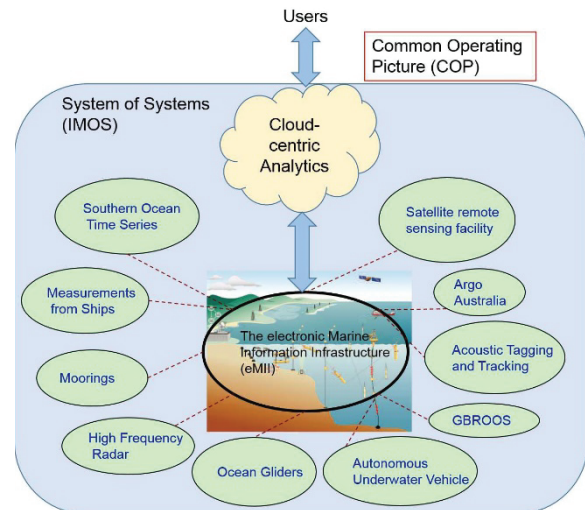 Users
Common Operating
Picture (COP)
System of Systems
(IMOS)
Cloud-
centric
Analytics
Southern Ocean
Time Series
Satellite remote
sensing facility
Measurements
from Ships
Argo
Australia
The electronic Marine
Information Infrastructure
(eMII)
Acoustic Tagging
and Tracking
Moorings
GBROOS
High Frequency
Radar
Ocean Gliders
Autonomous
Underwater Vehicle